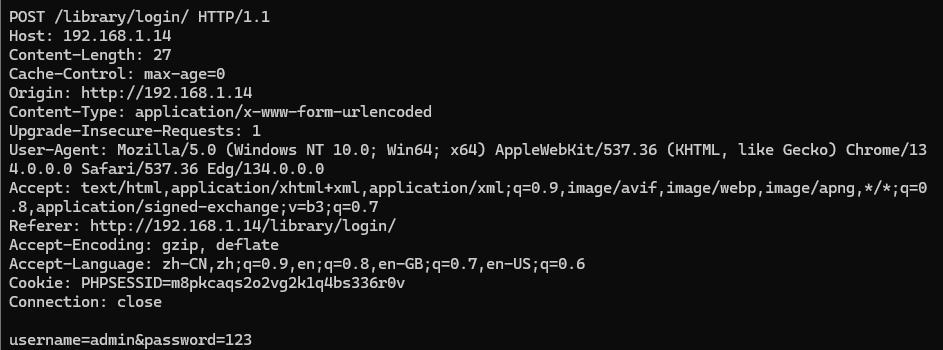 POST /library/login/ HTTP/1.1
Host: 192.168.1.14
Content-Length: 27
Cache-Control: max-age=0
Origin: http://192.168.1.14
Content-Type: application/x-www-form-urlencoded
Upgrade-Insecure-Requests: 1
User-Agent: Mozilla/5.0 (Windows NT 10.0; Win64; x64) AppleWebKit/537.36 (KHTML, like Gecko) Chrome/13
4.0.0.0 Safari/537.36 Edg/134.0.0.0
Accept: text/html,application/xhtml+xml,application/xml;q=0.9,image/avif,image/webp,image/apng,*/*;q=0
.8,application/signed-exchange;v=b3;q=0.7
Referer: http://192.168.1.14/library/login/
Accept-Encoding: gzip, deflate
Accept-Language: zh-CN,zh;q=0.9,en;q=0.8,en-GB;q=0.7,en-US;q=0.6
Cookie: PHPSESSID=m8pkcaqs2o2vg2k1q4bs336r0v
Connection: close

username=admin&password=123